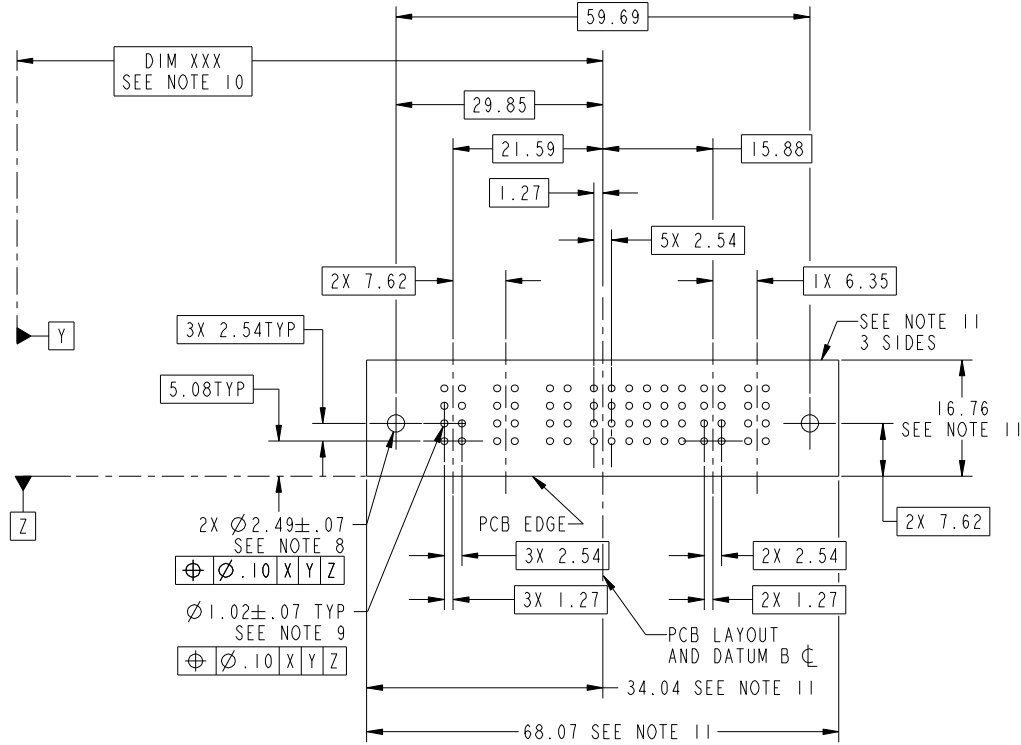 59.69
DIM XXX
SEE NOTE 10
29.85
21.59
15.88
1.27
5X 2.54
2X 7.62
1X 6.35
3X 2.54TYP
Y
SEE NOTE 11
3 SIDES
5.08TYP
16.76
SEE NOTE 11
Z
2X 7.62
2X Ø2.49±.07
SEE NOTE 8
⌖ Ø.10 X Y Z
PCB EDGE
3X 2.54
2X 2.54
Ø1.02±.07 TYP
SEE NOTE 9
⌖ Ø.10 X Y Z
3X 1.27
2X 1.27
PCB LAYOUT
AND DATUM B ℄
34.04 SEE NOTE 11
68.07 SEE NOTE 11